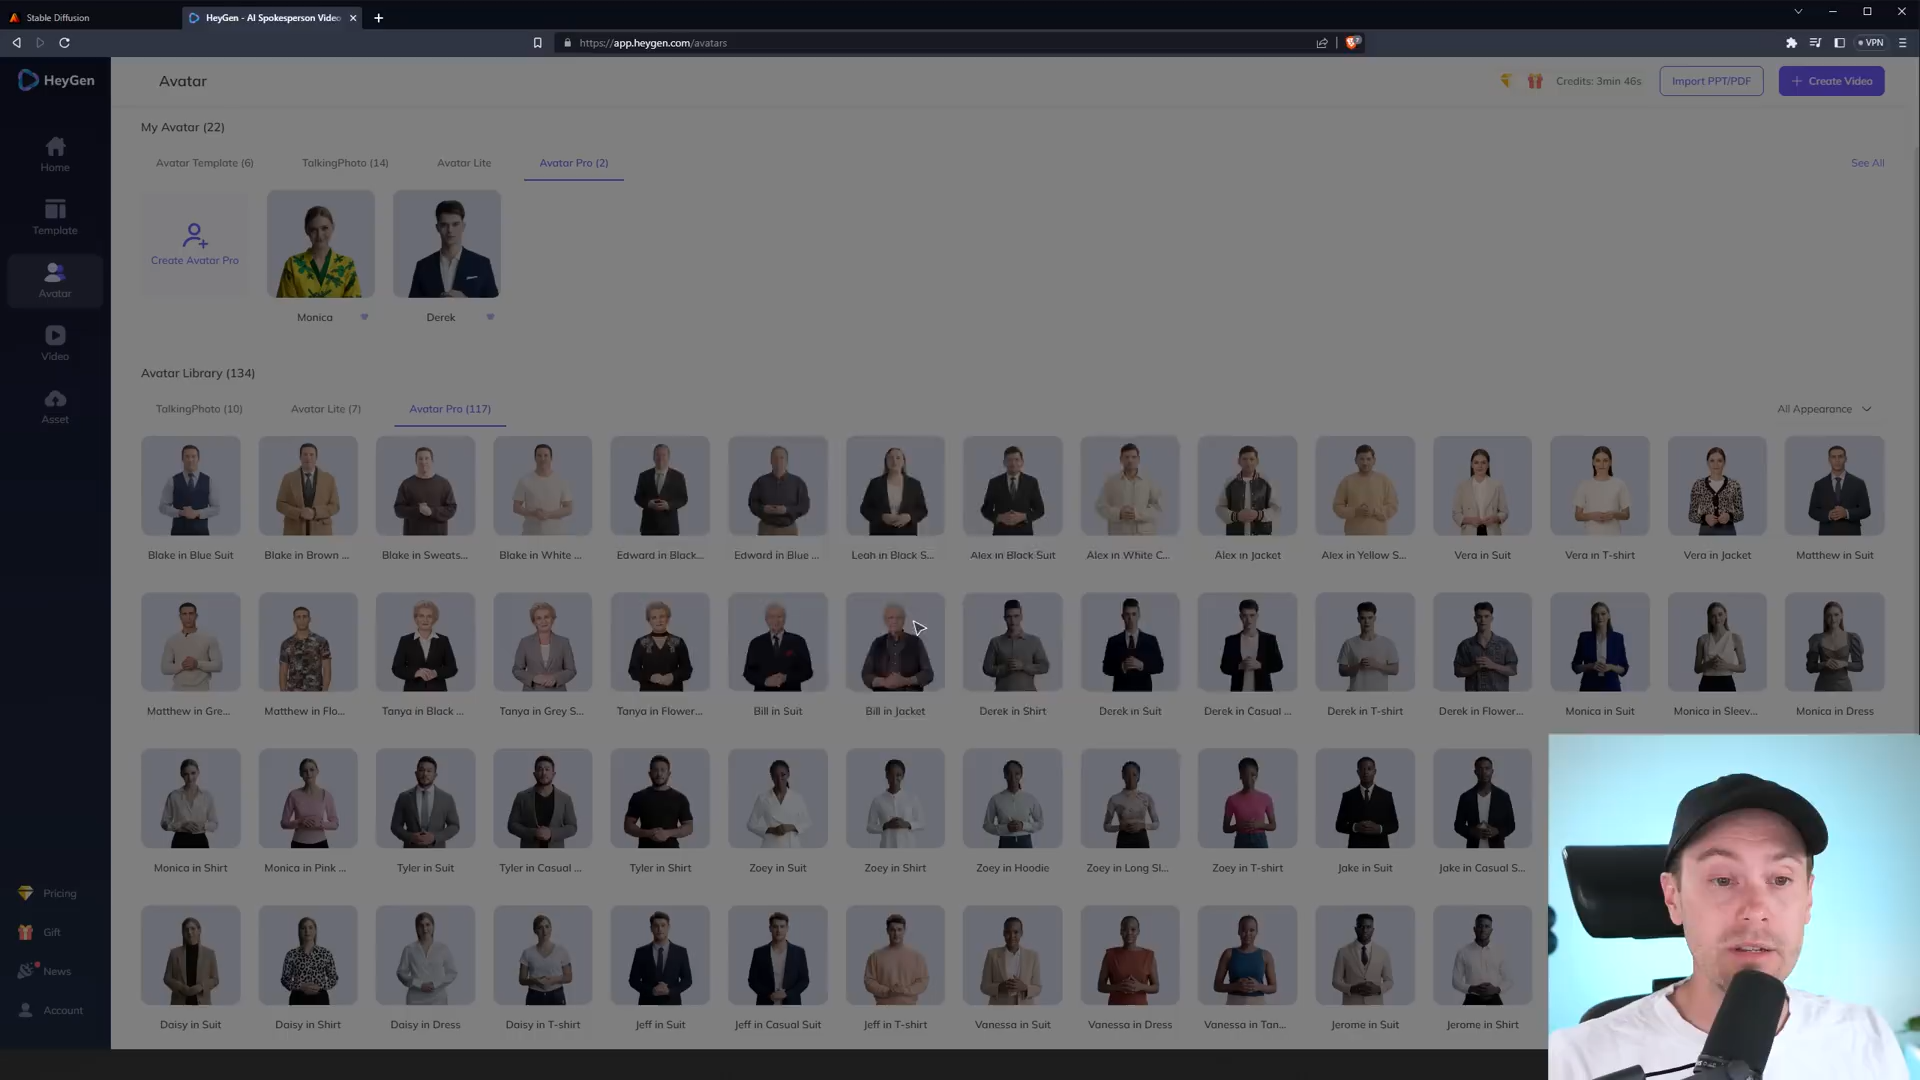 Stable Diffusion
HeyGen - AI Spokesperson Video
https://app.heygen.com/avatars
VPN
HeyGen
Avatar
Credits: 3min 46s
Import PPT/PDF
Create Video
Home
Template
Avatar
Video
Asset
Pricing
Gift
News
Account
My Avatar (22)
Avatar Template (6)
TalkingPhoto (14)
Avatar Lite
Avatar Pro (2)
See All
Create Avatar Pro
Monica
Derek
Avatar Library (134)
TalkingPhoto (10)
Avatar Lite (7)
Avatar Pro (117)
All Appearance
Blake in Blue Suit
Blake in Brown ...
Blake in Sweats...
Blake in White ...
Edward in Black...
Edward in Blue ...
Leah in Black S...
Alex in Black Suit
Alex in White C...
Alex in Jacket
Alex in Yellow S...
Vera in Suit
Vera in T-shirt
Vera in Jacket
Matthew in Suit
Matthew in Gre...
Matthew in Flo...
Tanya in Black ...
Tanya in Grey S...
Tanya in Flower...
Bill in Suit
Bill in Jacket
Derek in Shirt
Derek in Suit
Derek in Casual ...
Derek in T-shirt
Derek in Flower...
Monica in Suit
Monica in Sleev...
Monica in Dress
Monica in Shirt
Monica in Pink ...
Tyler in Suit
Tyler in Casual ...
Tyler in Shirt
Zoey in Suit
Zoey in Shirt
Zoey in Hoodie
Zoey in Long Sl...
Zoey in T-shirt
Jake in Suit
Jake in Casual S...
Daisy in Suit
Daisy in Shirt
Daisy in Dress
Daisy in T-shirt
Jeff in Suit
Jeff in Casual Suit
Jeff in T-shirt
Vanessa in Suit
Vanessa in Dress
Vanessa in Tan...
Jerome in Suit
Jerome in Shirt